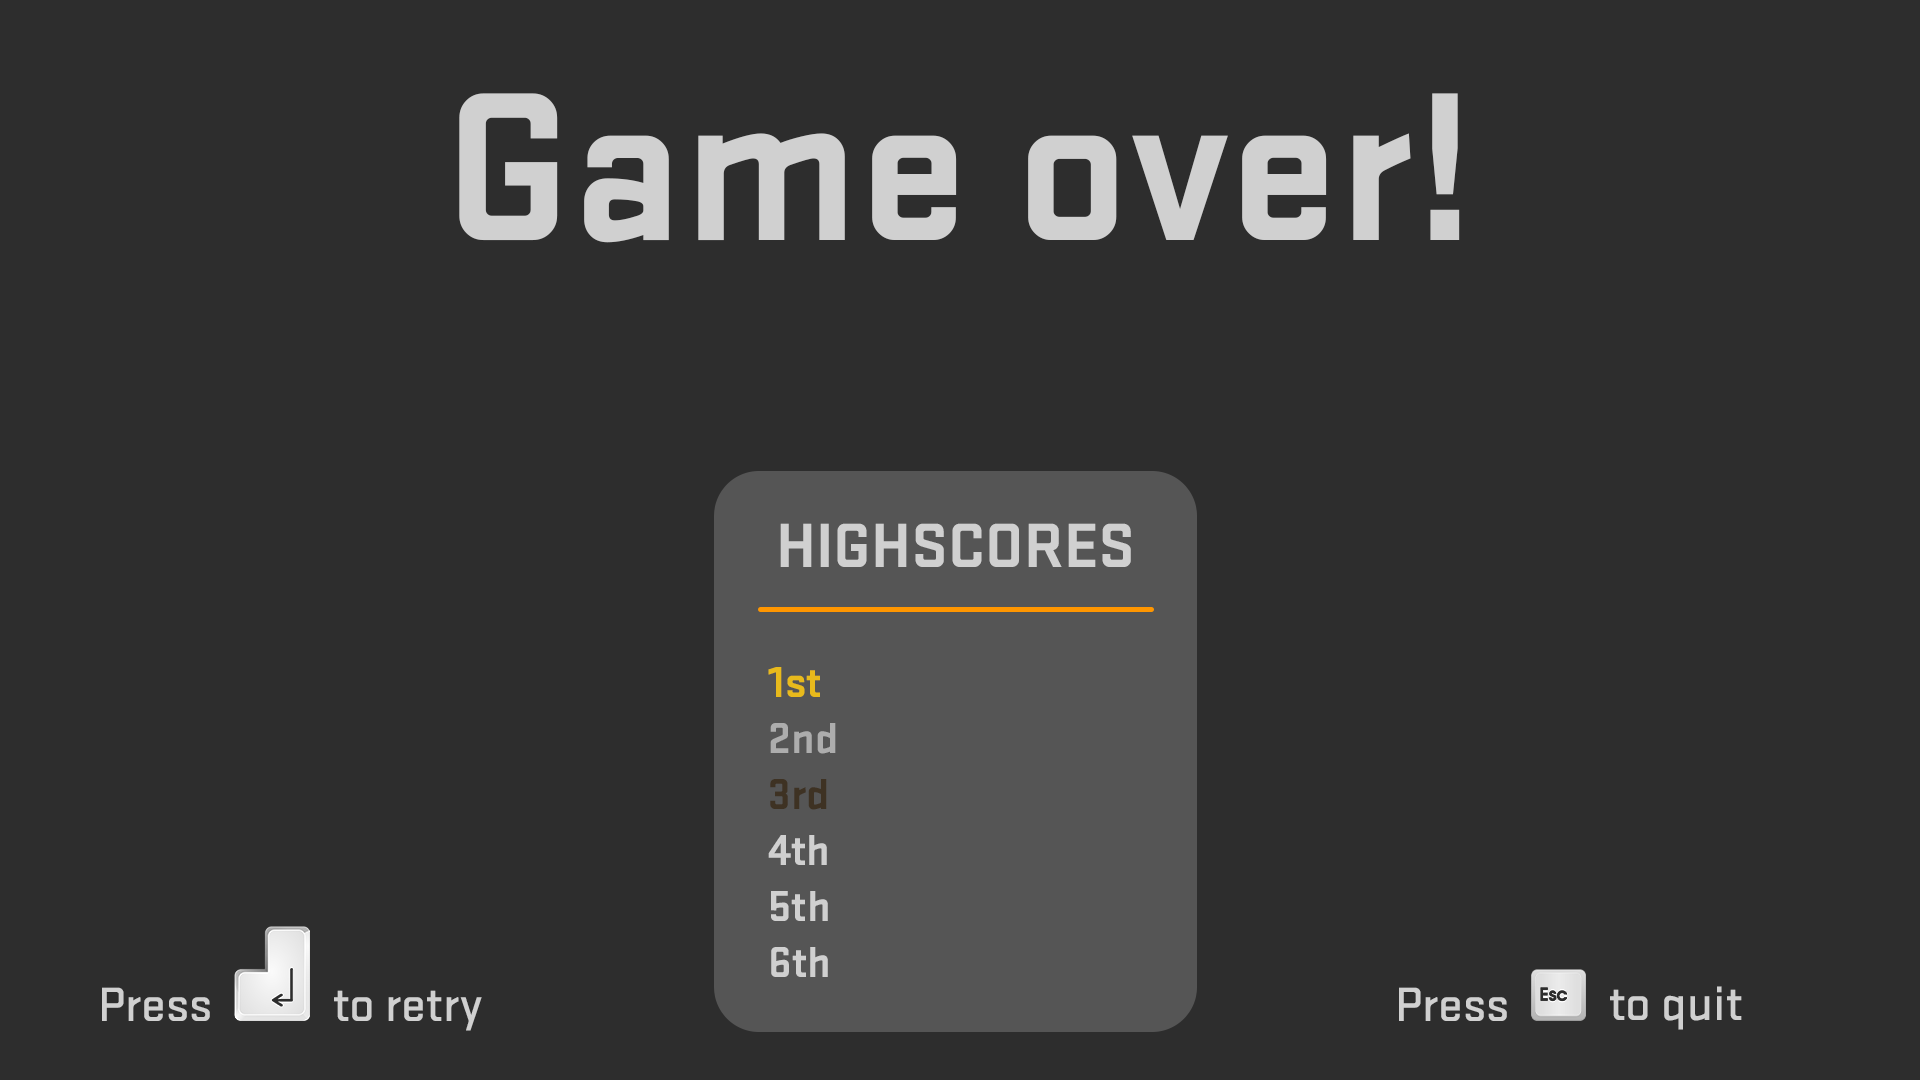 Game over!
HIGHSCORES
1st
2nd
3rd
4th
5th
6th
Press to retry
Press Esc to quit